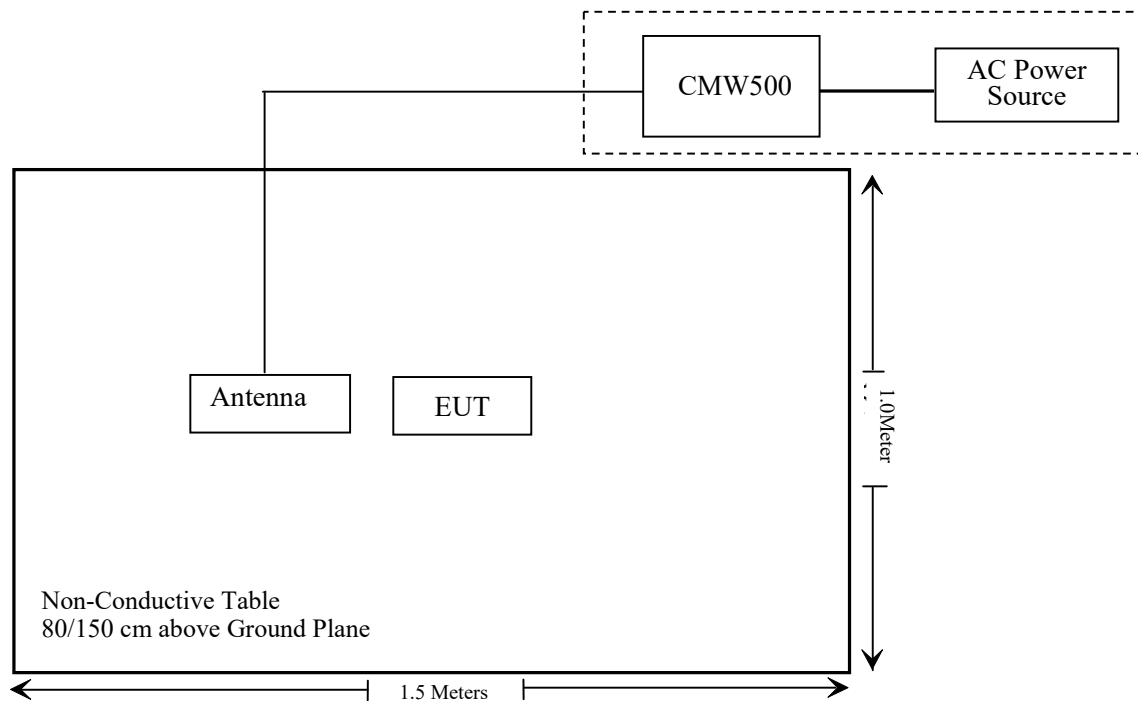 CMW500
AC Power
Source
Antenna
EUT
1.0Meter
Non-Conductive Table
80/150 cm above Ground Plane
1.5 Meters